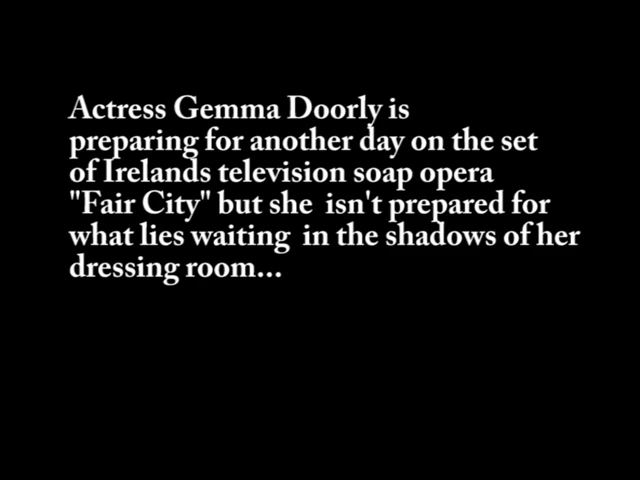 Actress Gemma Doorly is
preparing for another day on the set
of Irelands television soap opera
"Fair City" but she  isn't prepared for
what lies waiting  in the shadows of her
dressing room...